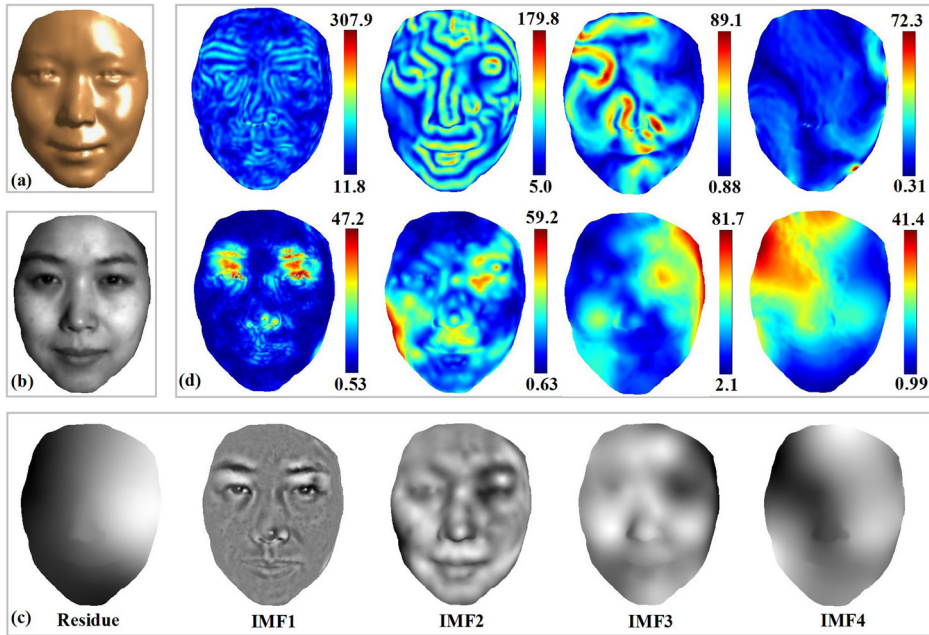 307.9 179.8 89.1 72.3
(a) 11.8 5.0 0.88 0.31
47.2 59.2 81.7 41.4
(b) (d) 0.53 0.63 2.1 0.99
(c) Residue IMF1 IMF2 IMF3 IMF4